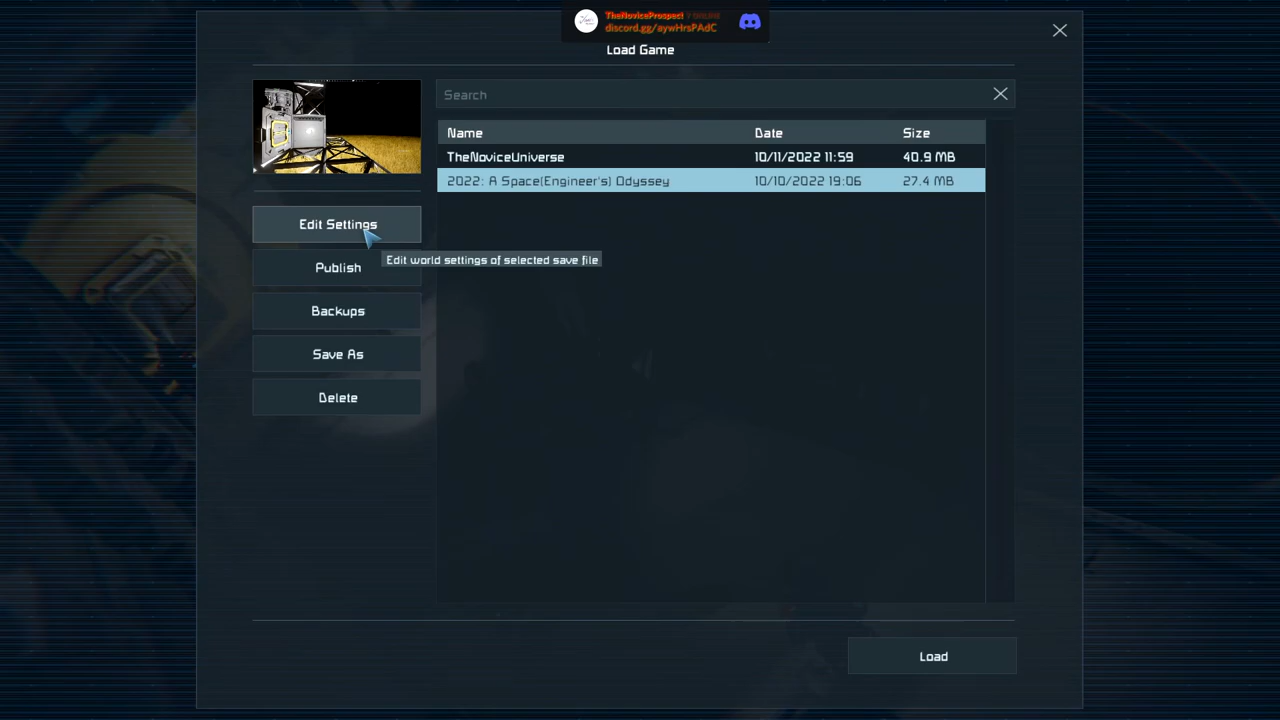 TheNoviceProspect
discord.gg/aywHrsPAdC
Load Game
Search
Name Date Size
TheNoviceUniverse 10/11/2022 11:59 40.9 MB
2022: A Space(Engineer's) Odyssey 10/10/2022 19:06 27.4 MB
Edit Settings
Edit world settings of selected save file
Publish
Backups
Save As
Delete
Load